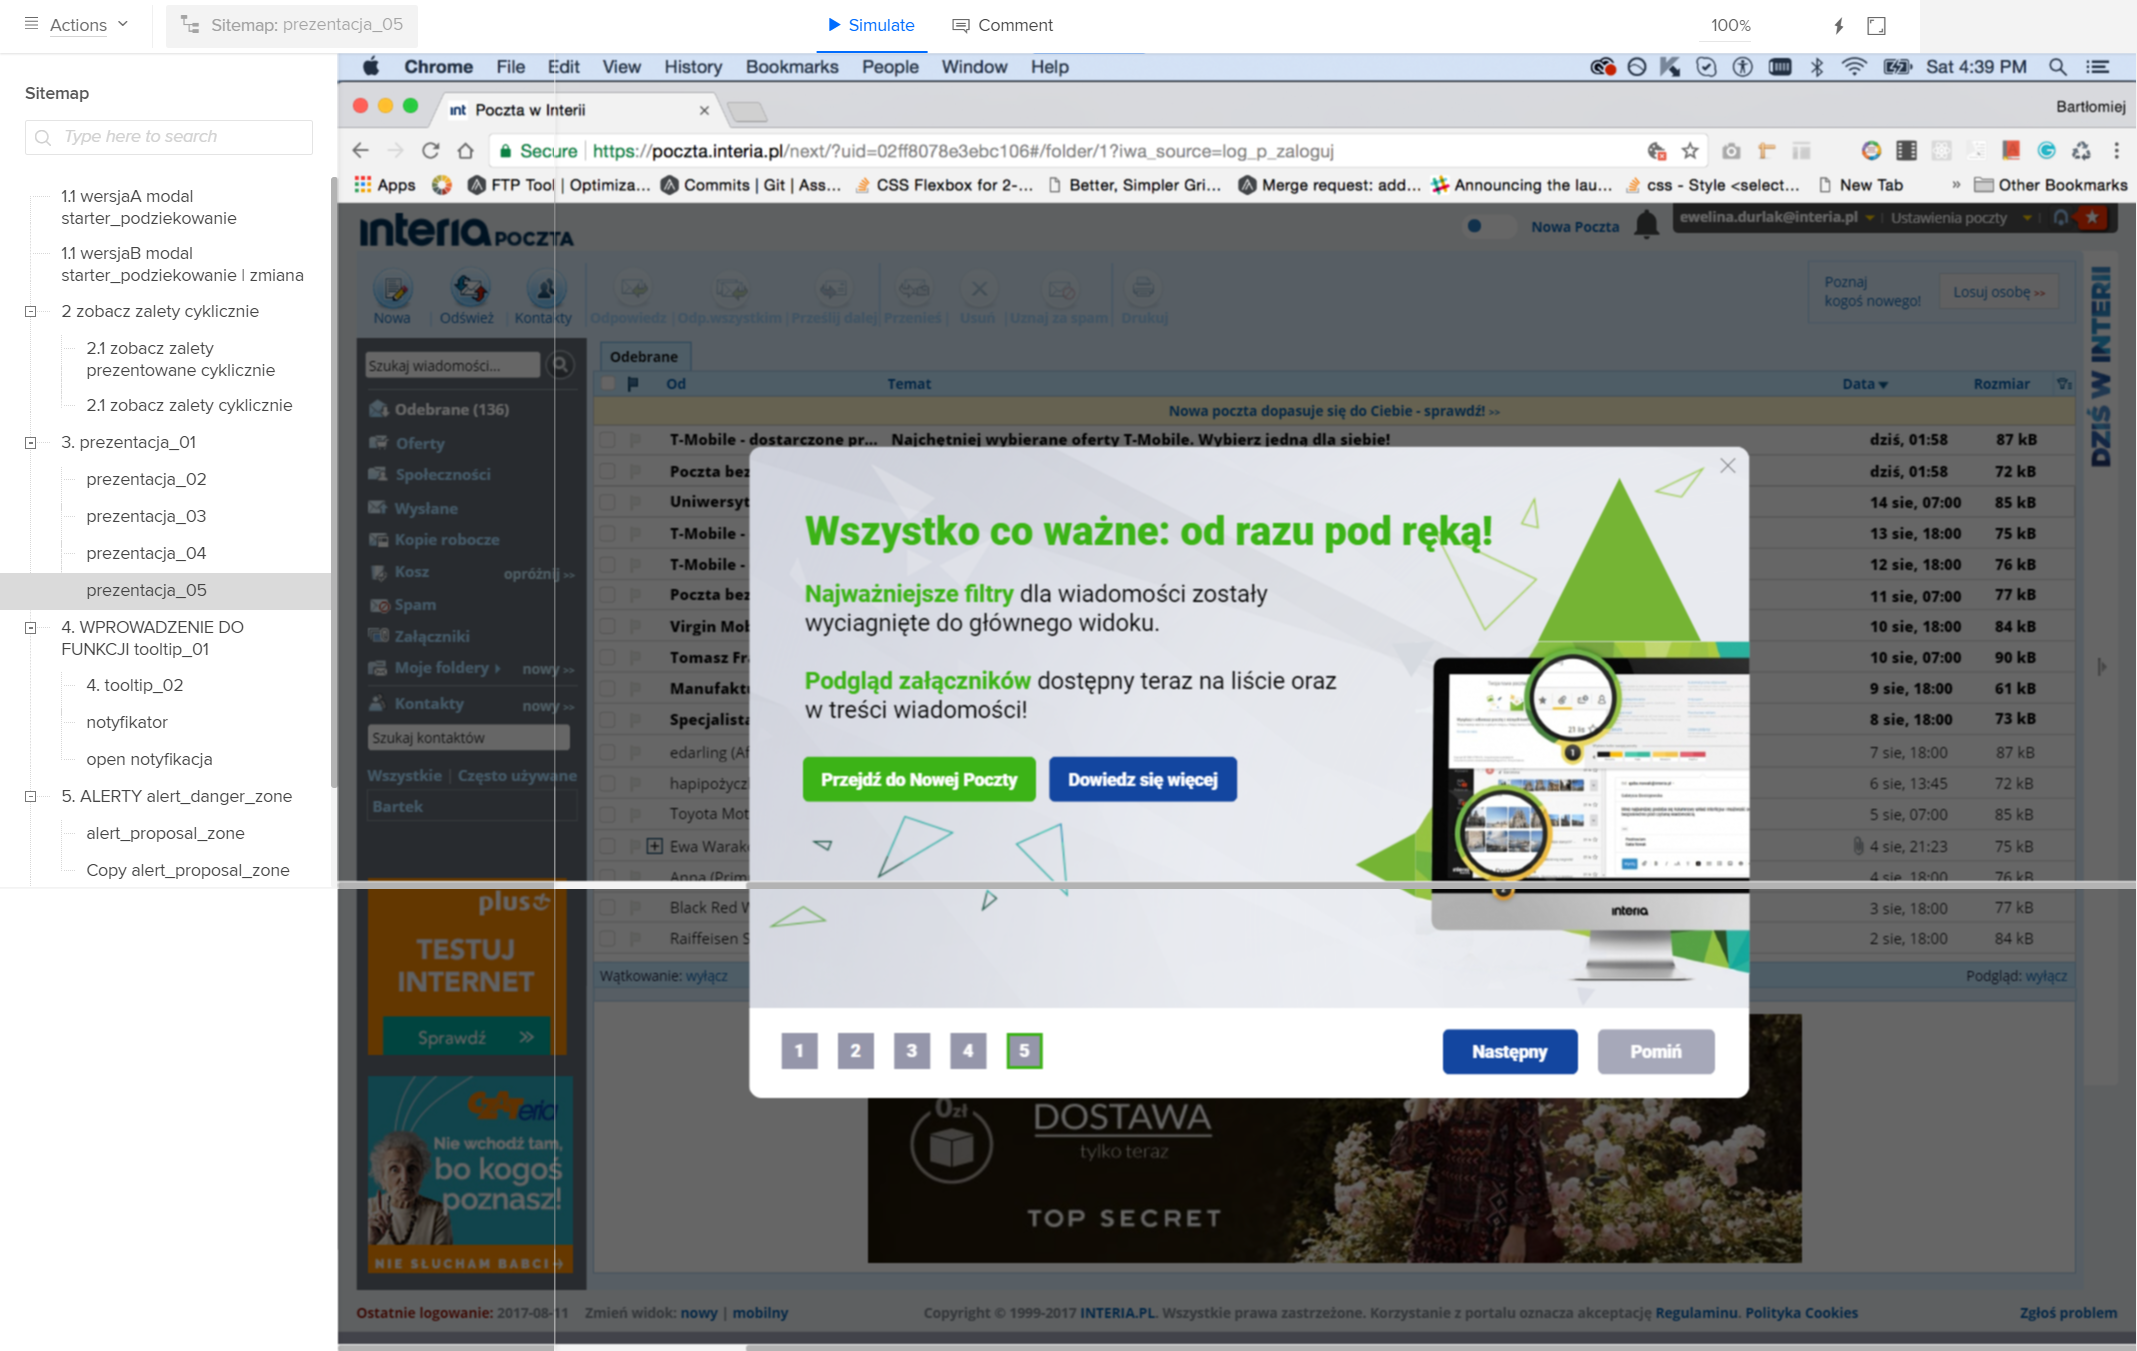 Actions
Sitemap: prezentacja_05
Simulate
Comment
100%
Sitemap
Type here to search
1.1 wersjaA modal
starter_podziekowanie
1.1 wersjaB modal
starter_podziekowanie | zmiana
2 zobacz zalety cyklicznie
2.1 zobacz zalety
prezentowane cyklicznie
2.1 zobacz zalety cyklicznie
3. prezentacja_01
prezentacja_02
prezentacja_03
prezentacja_04
prezentacja_05
4. WPROWADZENIE DO
FUNKCJI tooltip_01
4. tooltip_02
notyfikator
open notyfikacja
5. ALERTY alert_danger_zone
alert_proposal_zone
Copy alert_proposal_zone
Chrome File Edit View History Bookmarks People Window Help
Sat 4:39 PM
int Poczta w Interii
Bartłomiej
Secure https://poczta.interia.pl/next/?uid=02ff8078e3ebc106#/folder/1?iwa_source=log_p_zaloguj
Apps FTP Tool | Optimiza... Commits | Git | Ass... CSS Flexbox for 2-... Better, Simpler Gri... Merge request: add... Announcing the lau... css - Style <select... New Tab » Other Bookmarks
interia POCZTA
Nowa Poczta
ewelina.durlak@interia.pl | Ustawienia poczty
Nowa | Odśwież | Kontakty
Odpowiedz | Odp.wszystkim | Prześlij dalej | Przenieś | Usuń | Uznaj za spam | Drukuj
Poznaj
kogoś nowego!
Losuj osobę >>
DZIŚ W INTERII
Szukaj wiadomości...
Odebrane (136)
Oferty
Społeczności
Wysłane
Kopie robocze
Kosz opróżnij >>
Spam
Załączniki
Moje foldery nowy >>
Kontakty nowy >>
Szukaj kontaktów
Wszystkie | Często używane
Bartek
plus
TESTUJ
INTERNET
Sprawdź »
Nie wchodź tam,
bo kogoś
poznasz!
NIE SŁUCHAM BABCI
Odebrane
Od Temat Data Rozmiar
Nowa poczta dopasuje się do Ciebie - sprawdź! >>
T-Mobile - dostarczone pr... Najchętniej wybierane oferty T-Mobile. Wybierz jedną dla siebie! dziś, 01:58 87 kB
Poczta bez dziś, 01:58 72 kB
Uniwersyt 14 sie, 07:00 85 kB
T-Mobile - 13 sie, 18:00 75 kB
T-Mobile - 12 sie, 18:00 76 kB
Poczta bez 11 sie, 07:00 77 kB
Virgin Mob 10 sie, 18:00 84 kB
Tomasz Fr 10 sie, 07:00 90 kB
Manufaktu 9 sie, 18:00 61 kB
Specjalista 8 sie, 18:00 73 kB
edarling (Af 7 sie, 18:00 87 kB
hapipożycz 6 sie, 13:45 72 kB
Toyota Mot 5 sie, 07:00 85 kB
Ewa Warak 4 sie, 21:23 75 kB
Anna (Prim 4 sie, 18:00 76 kB
Black Red W 3 sie, 18:00 77 kB
Raiffeisen S 2 sie, 18:00 84 kB
Wątkowanie: wyłącz
Podgląd: wyłącz
Wszystko co ważne: od razu pod ręką!
Najważniejsze filtry dla wiadomości zostały
wyciagnięte do głównego widoku.
Podgląd załączników dostępny teraz na liście oraz
w treści wiadomości!
Przejdź do Nowej Poczty
Dowiedz się więcej
interia
1 2 3 4 5
Następny
Pomiń
0zł
DOSTAWA
tylko teraz
TOP SECRET
Ostatnie logowanie: 2017-08-11 Zmień widok: nowy | mobilny
Copyright © 1999-2017 INTERIA.PL. Wszystkie prawa zastrzeżone. Korzystanie z portalu oznacza akceptację Regulaminu. Polityka Cookies
Zgłoś problem